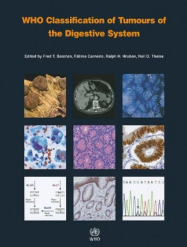 WHO Classification of Tumours of
the Digestive System
Edited by Fred T. Bosman, Fátima Carneiro, Ralph H. Hruban, Neil D. Theise
WHO